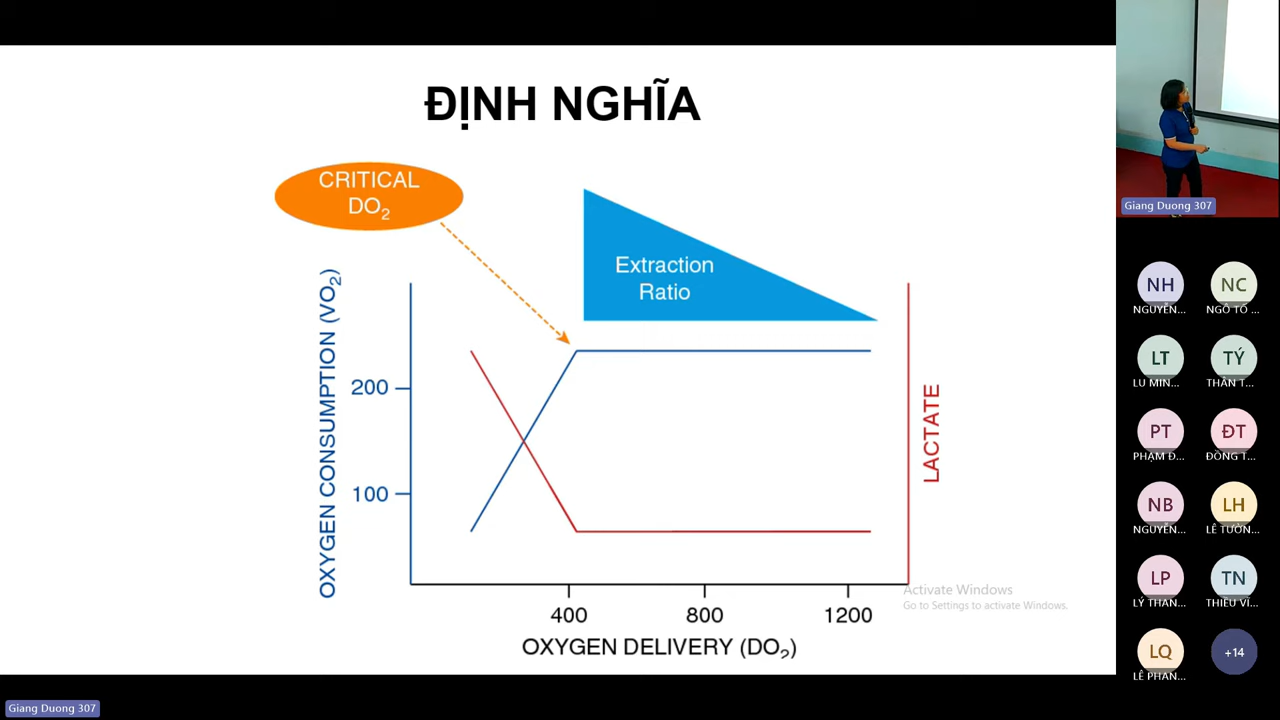 ĐỊNH NGHĨA
CRITICAL
DO₂
Extraction
Ratio
OXYGEN CONSUMPTION (VO₂)
200
100
LACTATE
400
800
1200
OXYGEN DELIVERY (DO₂)
Activate Windows
Go to Settings to activate Windows.
Giang Duong 307
Giang Duong 307
NH
NGUYỄN...
NC
NGÔ TỐ ...
LT
LU MIN...
TÝ
THÂN T...
PT
PHẠM Đ...
ĐT
ĐỒNG T...
NB
NGUYỄN...
LH
LÊ TƯỜN...
LP
LÝ THAN...
TN
THIỀU VĨ...
LQ
LÊ PHAN...
+14